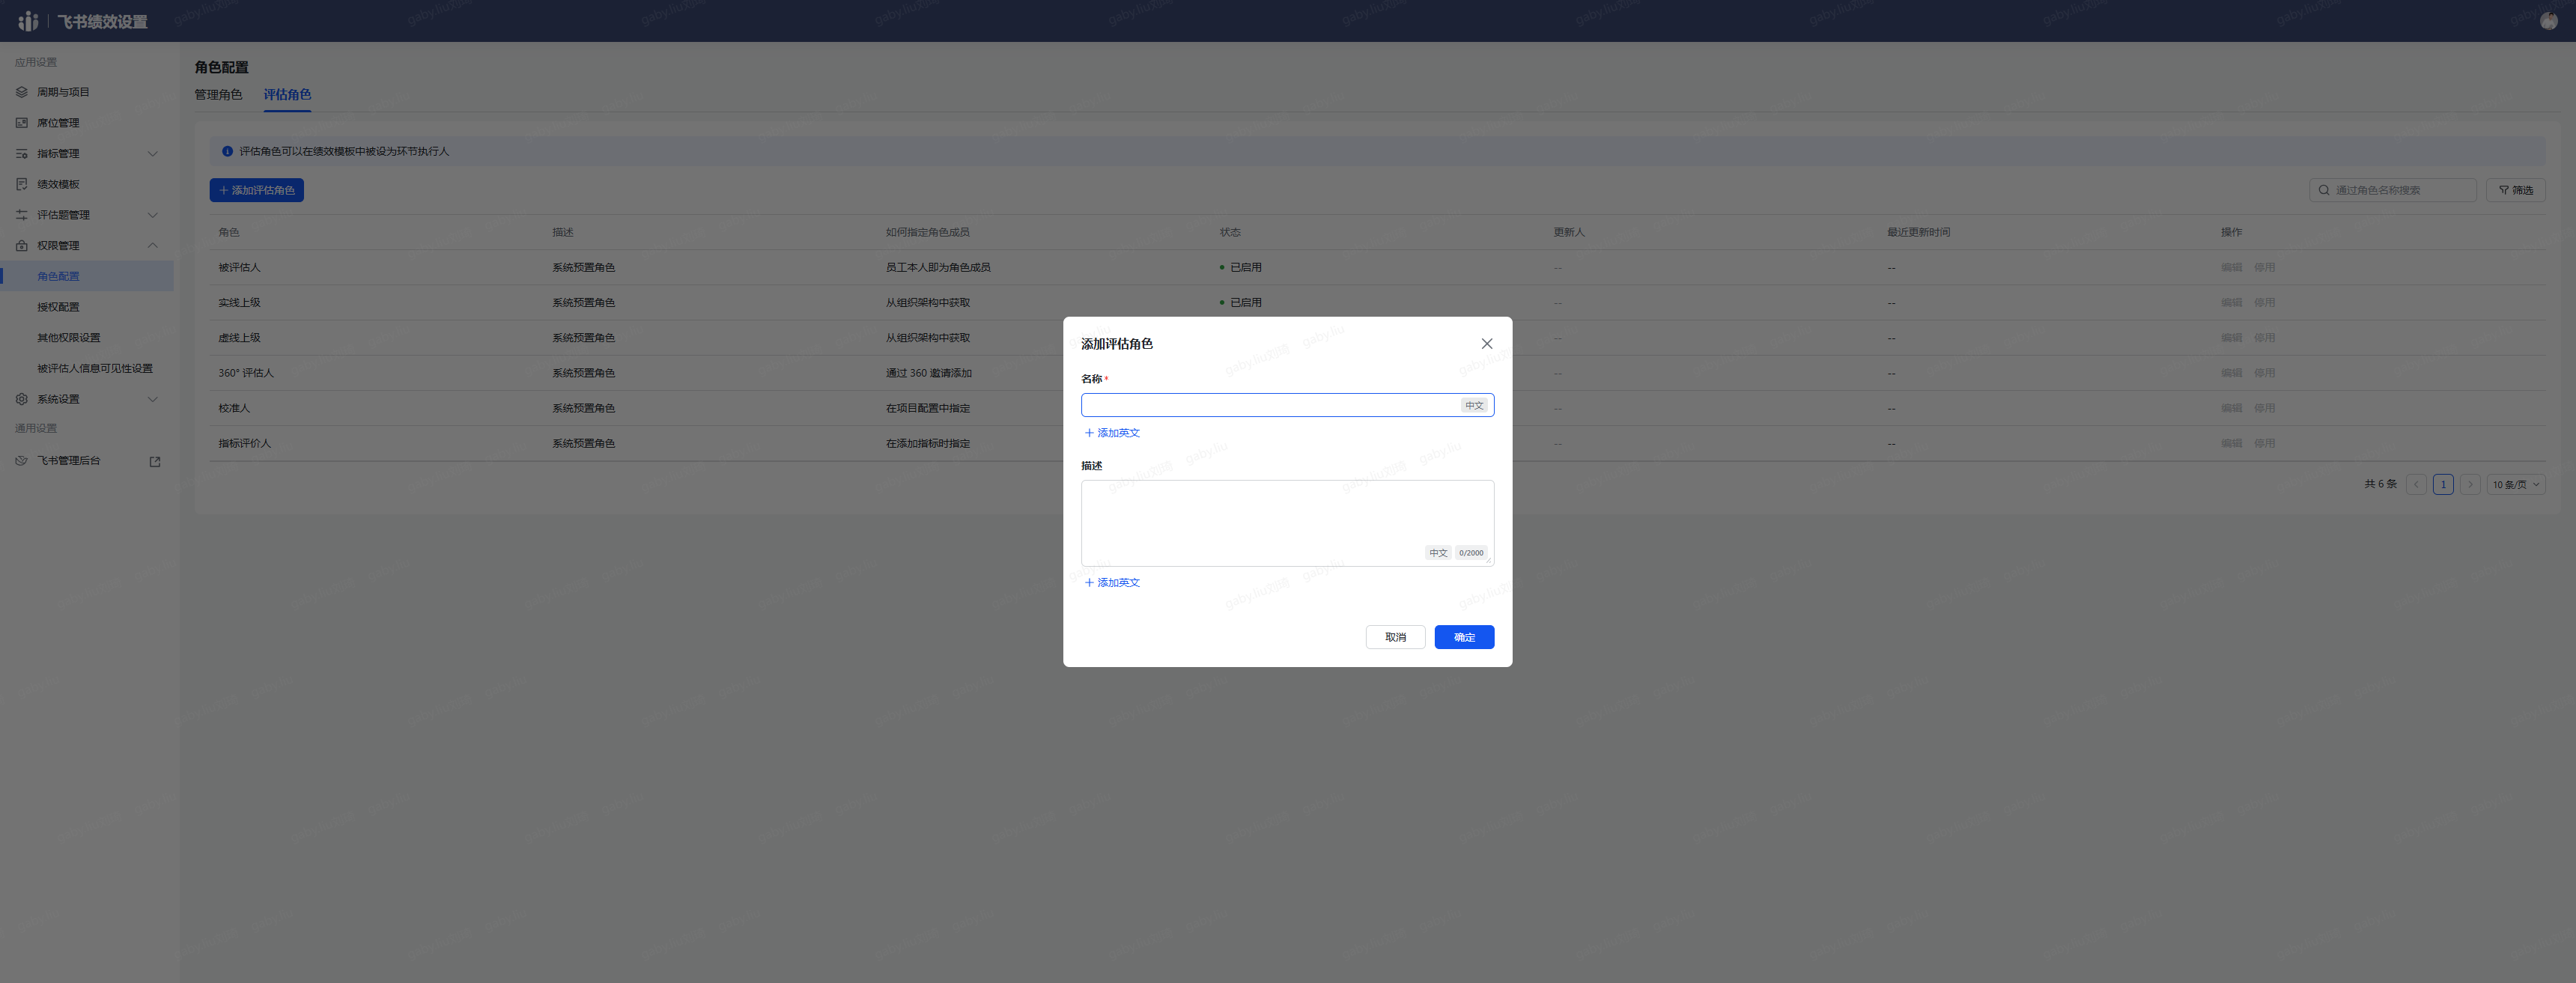 飞书绩效设置
应用设置
周期与项目
席位管理
指标管理
绩效模板
评估题管理
权限管理
角色配置
授权配置
其他权限设置
被评估人信息可见性设置
系统设置
通用设置
飞书管理后台
角色配置
管理角色 评估角色
评估角色可以在绩效模板中被设为环节执行人
添加评估角色 通过角色名称搜索 筛选
角色 描述 如何指定角色成员 状态 更新人 最近更新时间 操作
被评估人 系统预置角色 员工本人即为角色成员 已启用 -- -- 编辑 停用
实线上级 系统预置角色 从组织架构中获取 已启用 -- -- 编辑 停用
虚线上级 系统预置角色 从组织架构中获取 -- -- 编辑 停用
360° 评估人 系统预置角色 通过 360 邀请添加 -- -- 编辑 停用
校准人 系统预置角色 在项目配置中指定 -- -- 编辑 停用
指标评价人 系统预置角色 在添加指标时指定 -- -- 编辑 停用
共 6 条 1 10 条/页
添加评估角色
名称 *
中文
添加英文
描述
中文 0/2000
添加英文
取消 确定